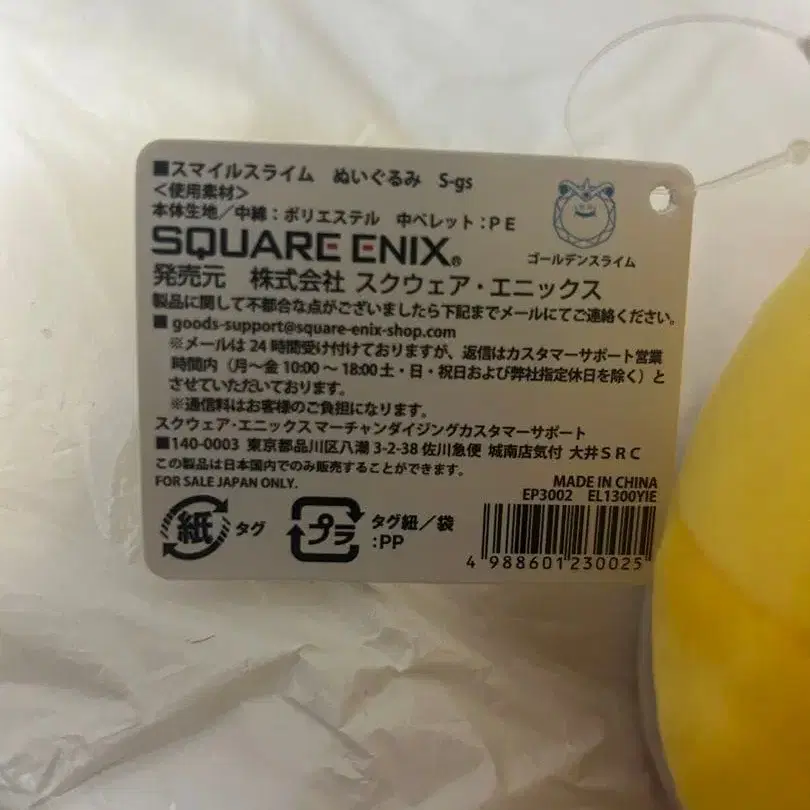 ■スマイルスライム ぬいぐるみ S-gs
<使用素材>
本体生地／中綿：ポリエステル 中ペレット：PE
ゴールデンスライム
SQUARE ENIX®
発売元 株式会社 スクウェア・エニックス
製品に関して不都合な点がございましたら下記までメールにてご連絡ください。
■ goods-support@square-enix-shop.com
※メールは24時間受け付けておりますが、返信はカスタマーサポート営業
時間内（月〜金 10:00 〜 18:00 土・日・祝日および弊社指定休日を除く）と
させていただいております。
※通信料はお客様のご負担になります。
スクウェア・エニックス マーチャンダイジングカスタマーサポート
■140-0003 東京都品川区八潮 3-2-38 佐川急便 城南店気付 大井SRC
この製品は日本国内でのみ販売することができます。
FOR SALE JAPAN ONLY.
MADE IN CHINA
EP3002 EL1300YIE
紙 タグ
プラ タグ紐／袋
:PP
4 988601 230025